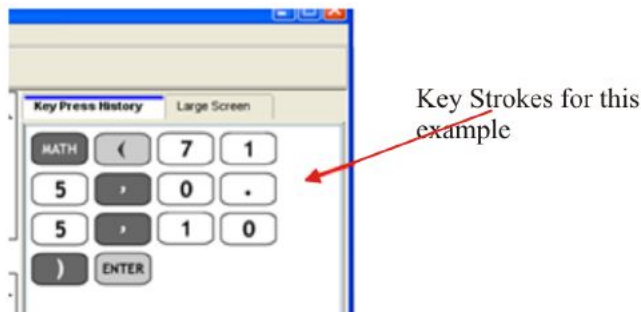 Key Press History Large Screen
Key Strokes for this
example
MATH ( 7 1
5 , 0 .
5 , 1 0
) ENTER